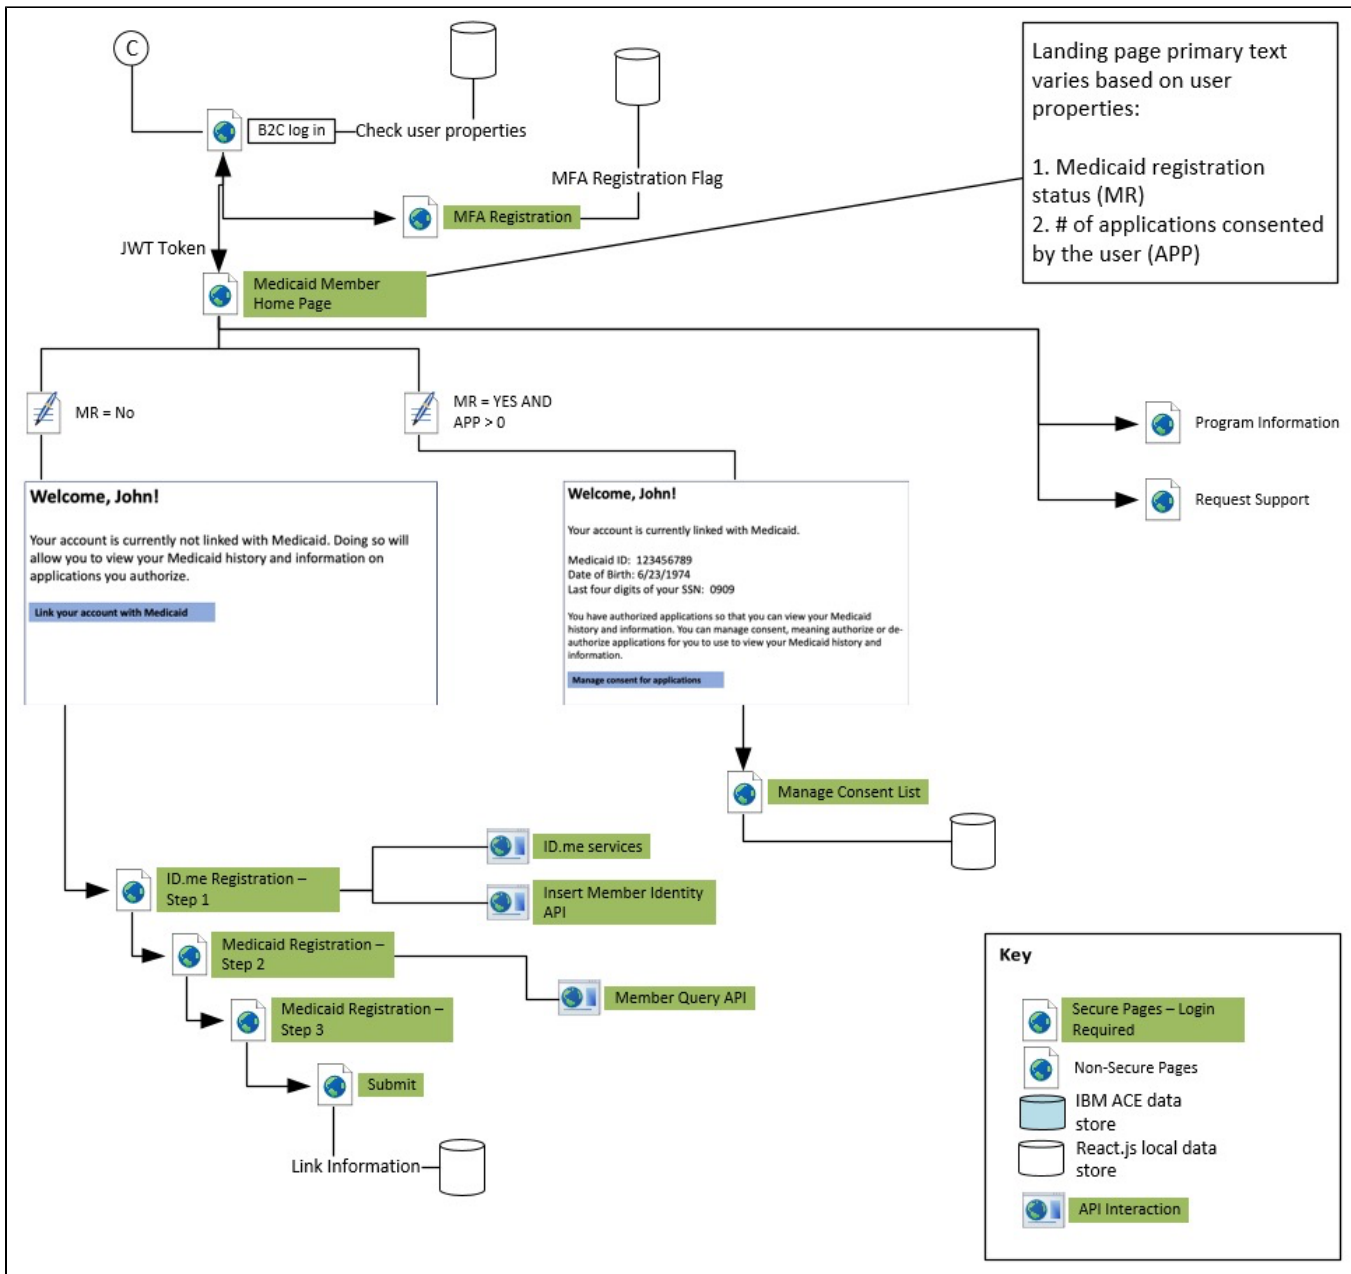 C
B2C log in
Check user properties
MFA Registration Flag
MFA Registration
JWT Token
Medicaid Member
Home Page
Landing page primary text
varies based on user
properties:
1. Medicaid registration
status (MR)
2. # of applications consented
by the user (APP)
MR = No
MR = YES AND
APP > 0
Program Information
Request Support
Welcome, John!
Your account is currently not linked with Medicaid. Doing so will
allow you to view your Medicaid history and information on
applications you authorize.
Link your account with Medicaid
Welcome, John!
Your account is currently linked with Medicaid.
Medicaid ID: 123456789
Date of Birth: 6/23/1974
Last four digits of your SSN: 0909
You have authorized applications so that you can view your Medicaid
history and information. You can manage consent, meaning authorize or de-
authorize applications for you to use to view your Medicaid history and
information.
Manage consent for applications
Manage Consent List
ID.me services
ID.me Registration –
Step 1
Insert Member Identity
API
Medicaid Registration –
Step 2
Member Query API
Medicaid Registration –
Step 3
Submit
Link Information
Key
Secure Pages – Login
Required
Non-Secure Pages
IBM ACE data
store
React.js local data
store
API Interaction